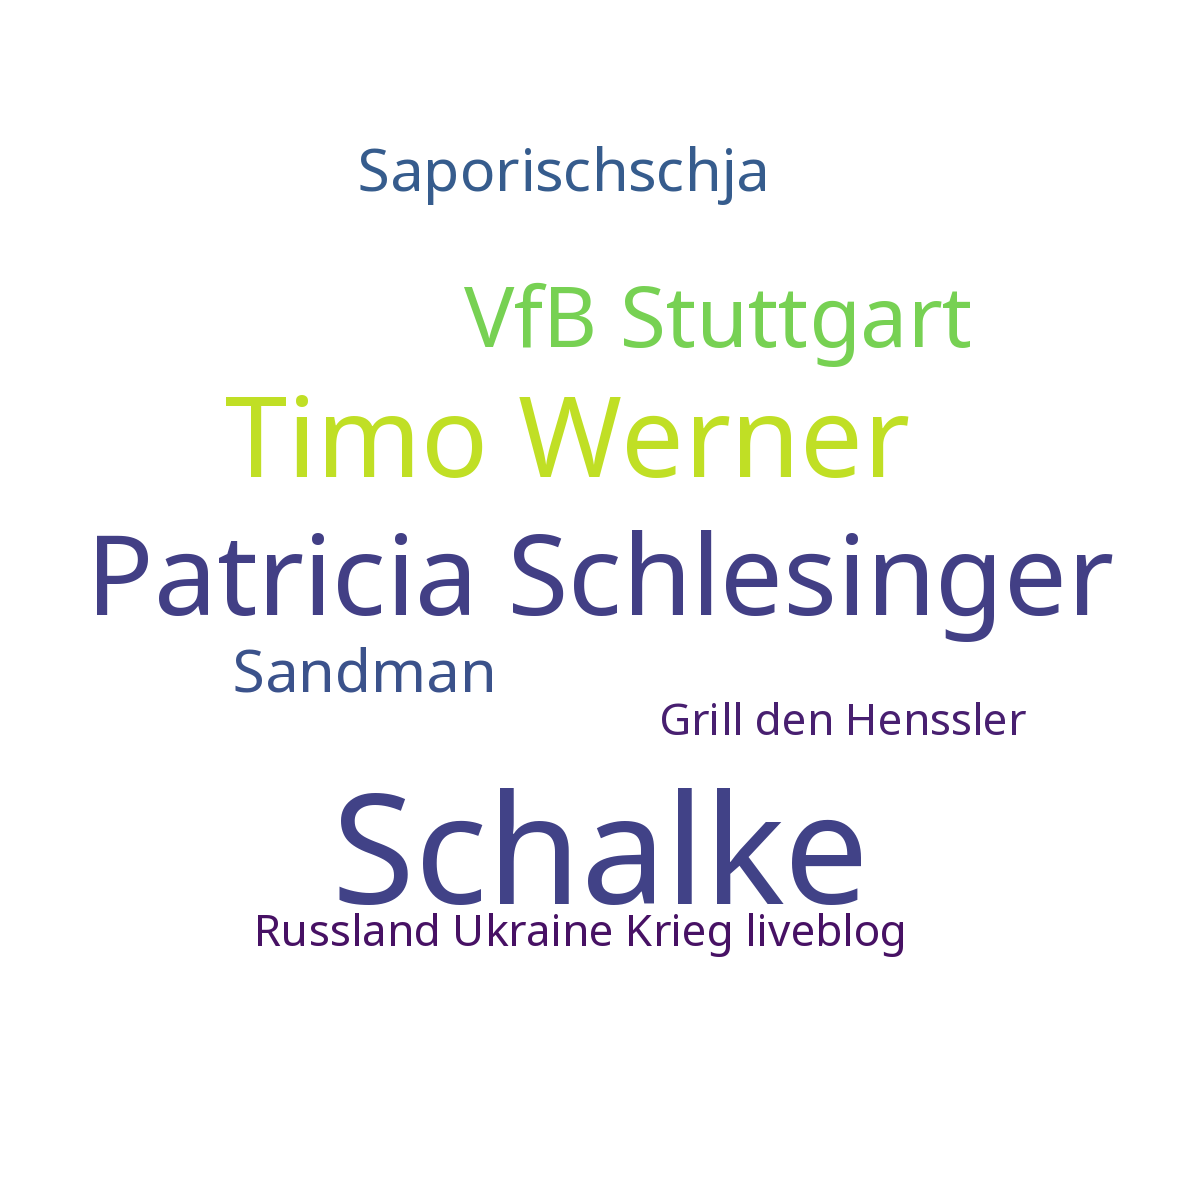 Saporischschja
VfB Stuttgart
Timo Werner
Patricia Schlesinger
Sandman
Grill den Henssler
Schalke
Russland Ukraine Krieg liveblog